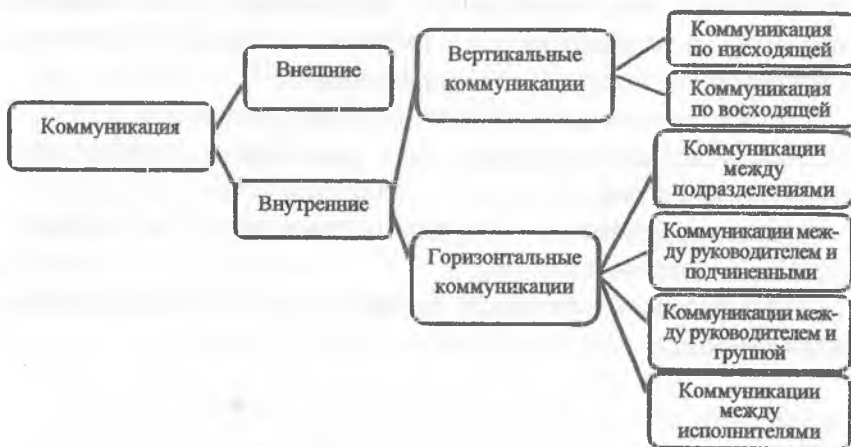 Коммуникация
Внешние
Внутренние
Вертикальные
коммуникации
Горизонтальные
коммуникации
Коммуникация
по нисходящей
Коммуникация
по восходящей
Коммуникации
между
подразделениями
Коммуникации меж-
ду руководителем и
подчиненными
Коммуникации меж-
ду руководителем и
группой
Коммуникации
между
исполнителями